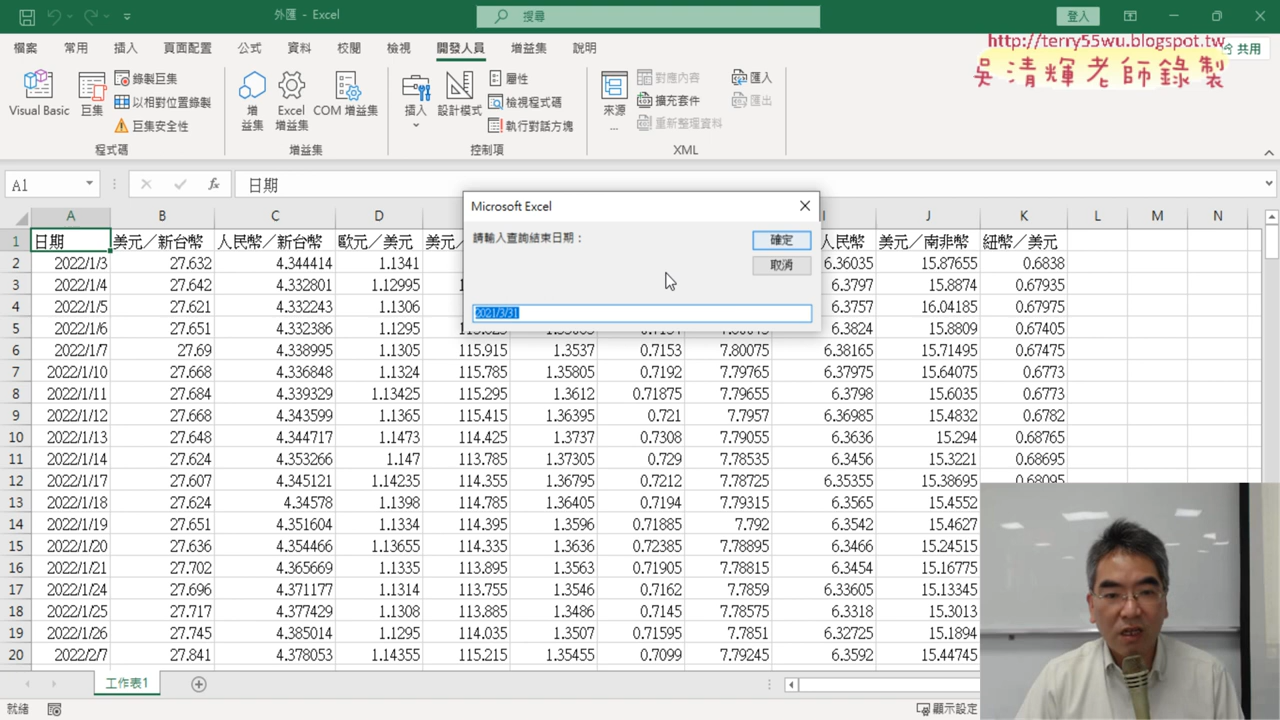 外匯 - Excel
搜尋
登入
檔案 常用 插入 頁面配置 公式 資料 校閱 檢視 開發人員 增益集 說明
共用
http://terry55wu.blogspot.tw
吳清輝老師錄製
Visual Basic
巨集
錄製巨集
以相對位置錄製
巨集安全性
程式碼
增益集
Excel 增益集
COM 增益集
增益集
插入
設計模式
屬性
檢視程式碼
執行對話方塊
控制項
來源
...
對應內容
擴充套件
重新整理資料
匯入
匯出
XML
A1
fx
日期
Microsoft Excel
請輸入查詢結束日期：
確定
取消
2021/3/31
A B C D I J K L M N
1 日期 美元／新台幣 人民幣／新台幣 歐元／美元 人民幣 美元／南非幣 紐幣／美元
2 2022/1/3 27.632 4.344414 1.1341 6.36035 15.87655 0.6838
3 2022/1/4 27.642 4.332801 1.12995 6.3797 15.8874 0.67935
4 2022/1/5 27.621 4.332243 1.1306 6.3757 16.04185 0.67975
5 2022/1/6 27.651 4.332386 1.1295 6.3824 15.8809 0.67405
6 2022/1/7 27.69 4.338995 1.1305 115.915 1.3537 0.7153 7.80075 6.38165 15.71495 0.67475
7 2022/1/10 27.668 4.336848 1.1324 115.785 1.35805 0.7192 7.79765 6.37975 15.64075 0.6773
8 2022/1/11 27.684 4.339329 1.13425 115.295 1.3612 0.71875 7.79655 6.3798 15.6035 0.6773
9 2022/1/12 27.668 4.343599 1.1365 115.415 1.36395 0.721 7.7957 6.36985 15.4832 0.6782
10 2022/1/13 27.648 4.344717 1.1473 114.425 1.3737 0.7308 7.79055 6.3636 15.294 0.68765
11 2022/1/14 27.624 4.353266 1.147 113.785 1.37305 0.729 7.78535 6.3456 15.3221 0.68695
12 2022/1/17 27.607 4.345121 1.14235 114.355 1.36795 0.7212 7.78725 6.35355 15.38695 0.68095
13 2022/1/18 27.624 4.34578 1.1398 114.715 1.36405 0.7194 7.79315 6.3565 15.4552
14 2022/1/19 27.651 4.351604 1.1334 114.395 1.3596 0.71885 7.792 6.3542 15.4627
15 2022/1/20 27.636 4.354466 1.13655 114.335 1.3636 0.72385 7.78895 6.3466 15.24515
16 2022/1/21 27.702 4.365669 1.1335 113.895 1.3563 0.71905 7.78815 6.3454 15.16775
17 2022/1/24 27.696 4.371177 1.1314 113.755 1.3546 0.7162 7.7859 6.33605 15.13345
18 2022/1/25 27.717 4.377429 1.1308 113.885 1.3486 0.7145 7.78575 6.3318 15.3013
19 2022/1/26 27.745 4.385014 1.1295 114.035 1.3507 0.71595 7.7851 6.32725 15.1894
20 2022/2/7 27.841 4.378053 1.14355 115.215 1.35455 0.7099 7.79245 6.3592 15.44745
工作表1
就緒
顯示設定